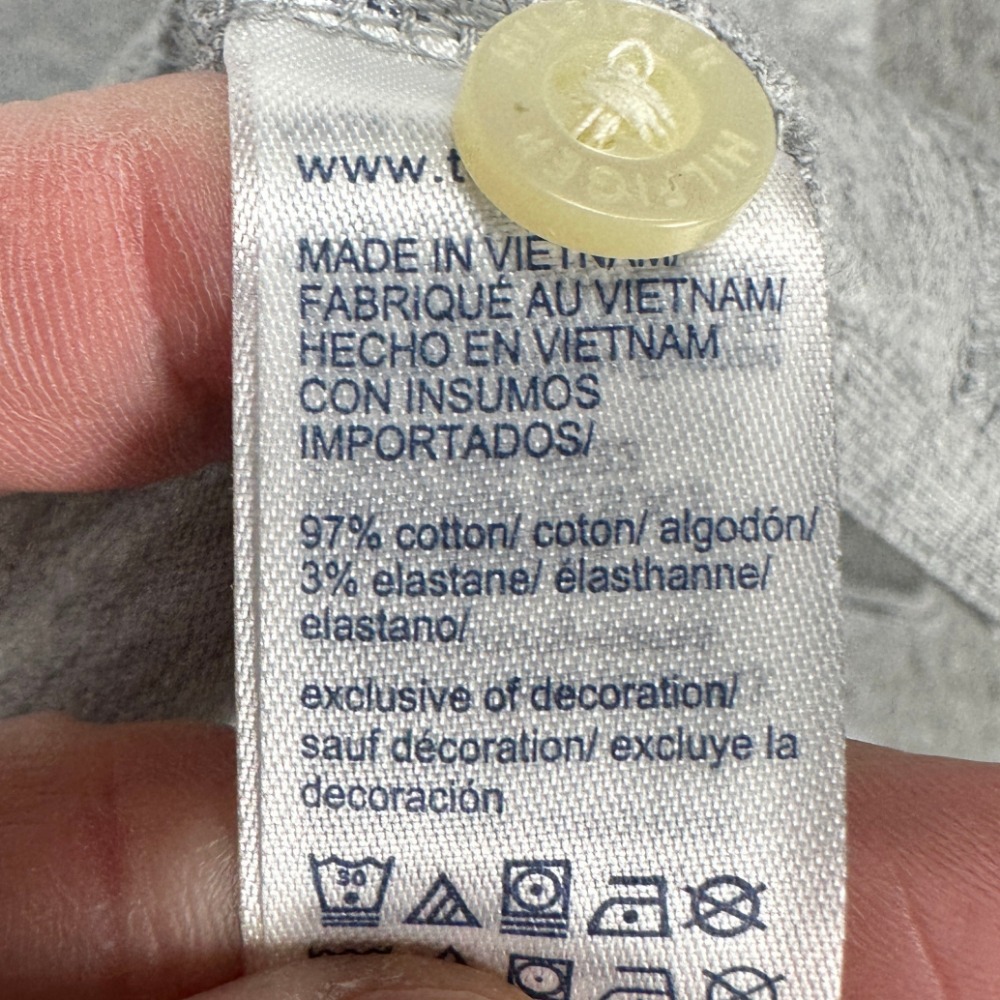 HILFIGER
HILFIGER
www.t
MADE IN VIETNAM/
FABRIQUÉ AU VIETNAM/
HECHO EN VIETNAM
CON INSUMOS
IMPORTADOS/
97% cotton/ coton/ algodón/
3% elastane/ élasthanne/
elastano/
exclusive of decoration/
sauf décoration/ excluye la
decoración
30